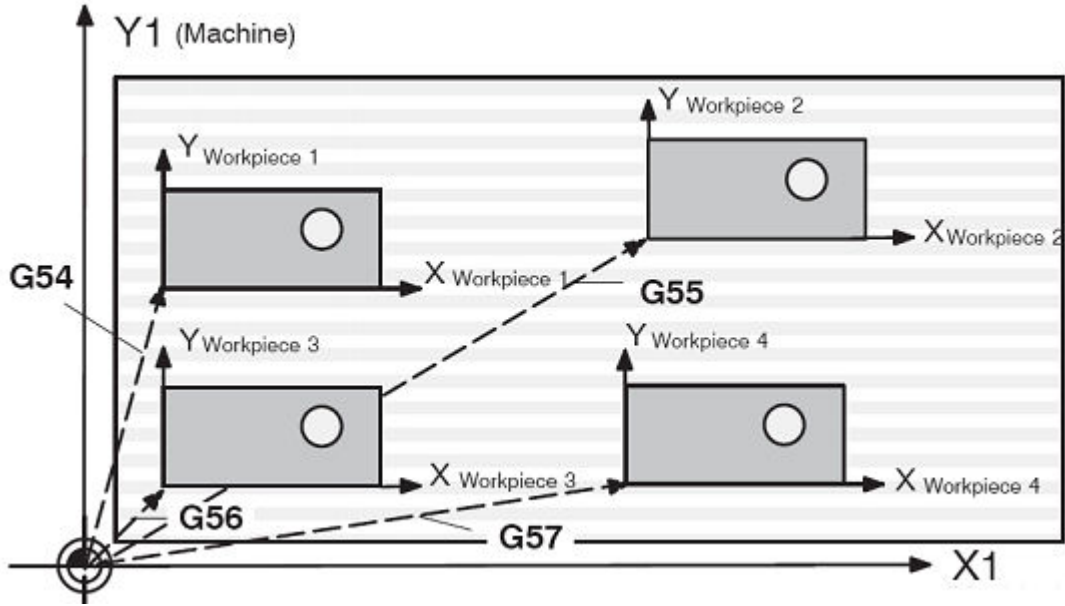 Y1 (Machine)
Y Workpiece 2
Y Workpiece 1
X Workpiece 2
G54
X Workpiece 1
G55
Y Workpiece 3
Y Workpiece 4
X Workpiece 3
X Workpiece 4
G56
G57
X1